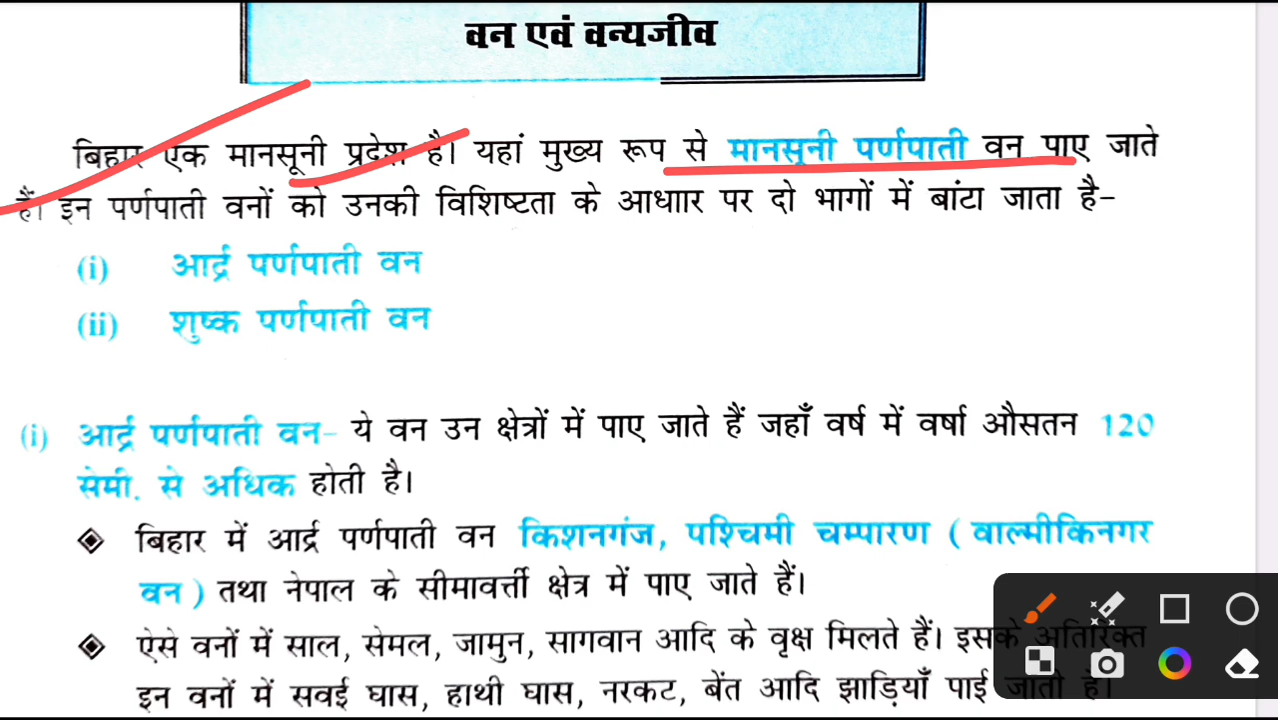 वन एवं वन्यजीव
बिहार एक मानसूनी प्रदेश है। यहां मुख्य रूप से मानसूनी पर्णपाती वन पाए जाते
हैं। इन पर्णपाती वनों को उनकी विशिष्टता के आधाार पर दो भागों में बांटा जाता है-
(i) आर्द्र पर्णपाती वन
(ii) शुष्क पर्णपाती वन
(i) आर्द्र पर्णपाती वन- ये वन उन क्षेत्रों में पाए जाते हैं जहाँ वर्ष में वर्षा औसतन 120
सेमी. से अधिक होती है।
बिहार में आर्द्र पर्णपाती वन किशनगंज, पश्चिमी चम्पारण ( वाल्मीकिनगर
वन ) तथा नेपाल के सीमावर्त्ती क्षेत्र में पाए जाते हैं।
ऐसे वनों में साल, सेमल, जामुन, सागवान आदि के वृक्ष मिलते हैं। इसके अतिरिक्त
इन वनों में सवई घास, हाथी घास, नरकट, बेंत आदि झाड़ियाँ पाई जाती हैं।